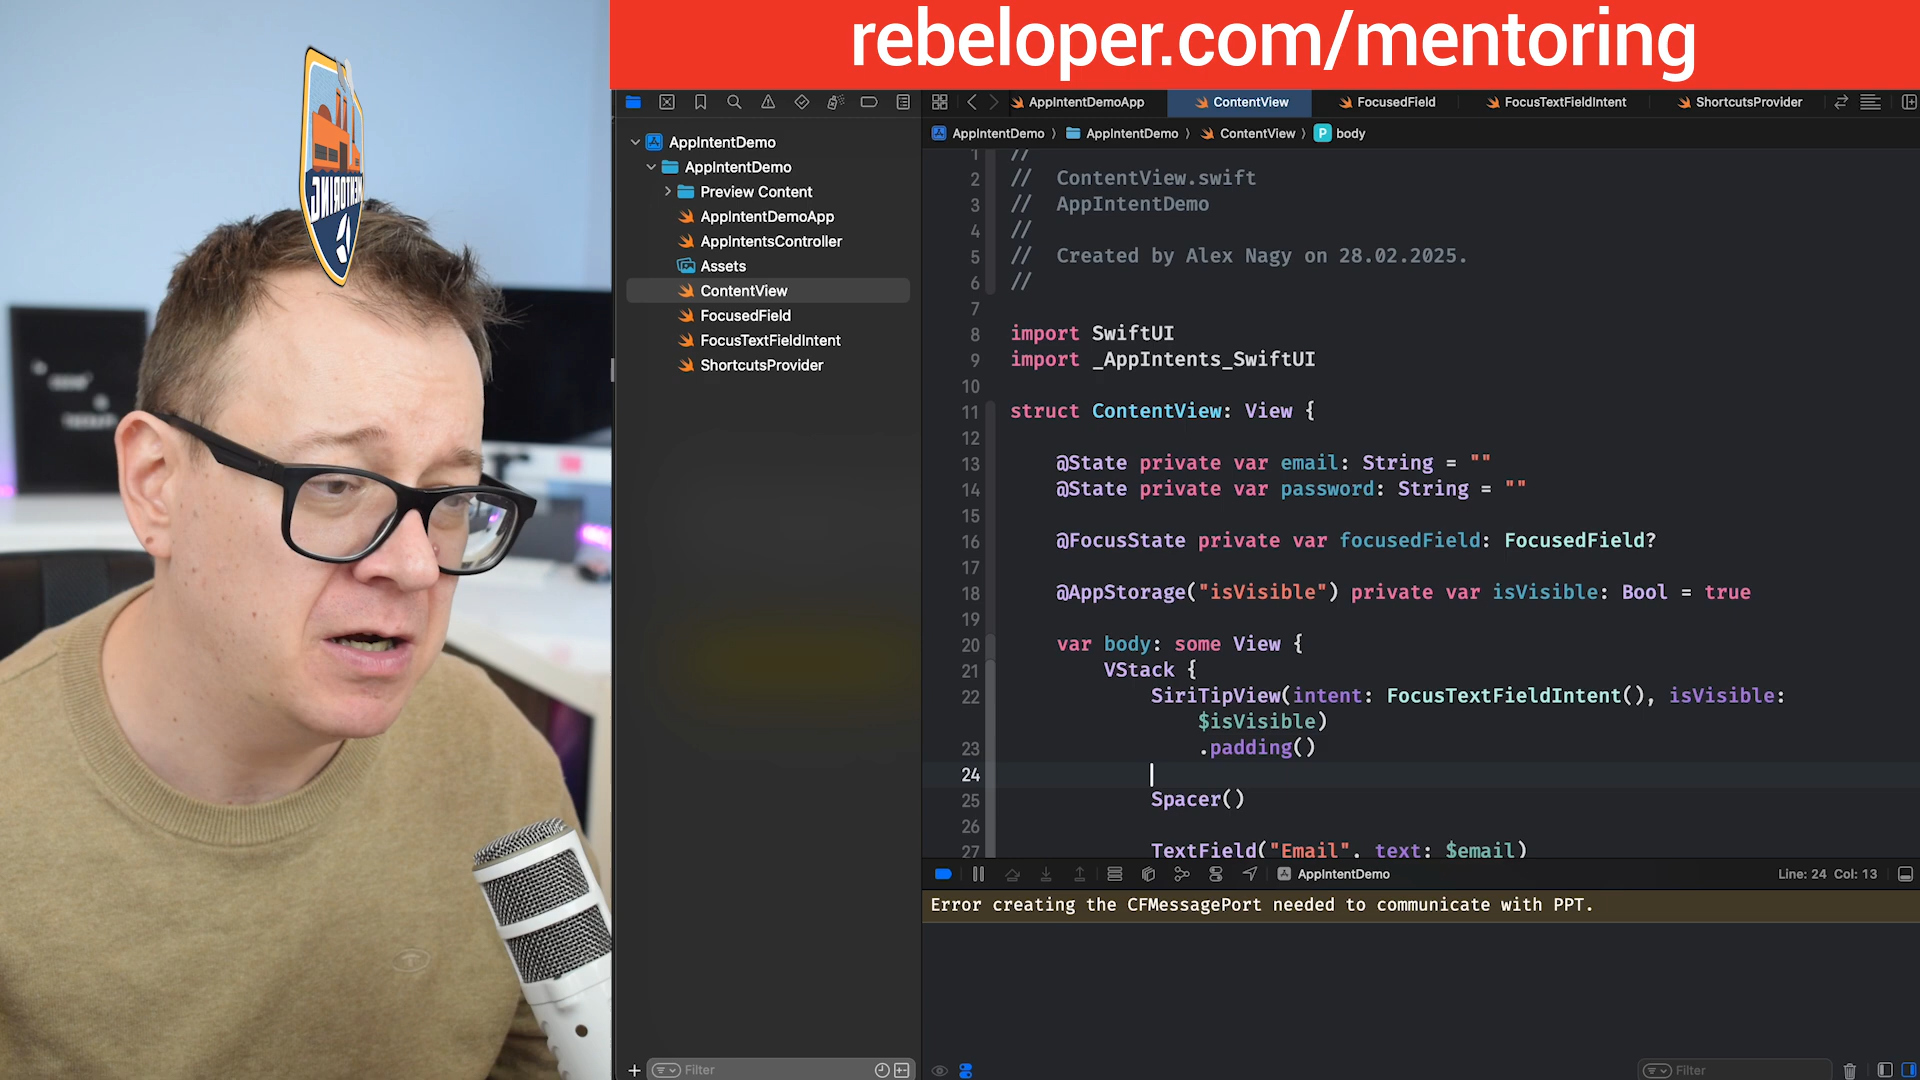 rebeloper.com/mentoring
AppIntentDemoApp
ContentView
FocusedField
FocusTextFieldIntent
ShortcutsProvider
AppIntentDemo
AppIntentDemo
ContentView
P body
AppIntentDemo
AppIntentDemo
Preview Content
AppIntentDemoApp
AppIntentsController
Assets
ContentView
FocusedField
FocusTextFieldIntent
ShortcutsProvider
MENTORING
1 //
2 // ContentView.swift
3 // AppIntentDemo
4 //
5 // Created by Alex Nagy on 28.02.2025.
6 //
7
8 import SwiftUI
9 import _AppIntents_SwiftUI
10
11 struct ContentView: View {
12
13 @State private var email: String = ""
14 @State private var password: String = ""
15
16 @FocusState private var focusedField: FocusedField?
17
18 @AppStorage("isVisible") private var isVisible: Bool = true
19
20 var body: some View {
21 VStack {
22 SiriTipView(intent: FocusTextFieldIntent(), isVisible:
$isVisible)
23 .padding()
24
25 Spacer()
26
27 TextField("Email", text: $email)
AppIntentDemo
Line: 24 Col: 13
Error creating the CFMessagePort needed to communicate with PPT.
Filter
Filter